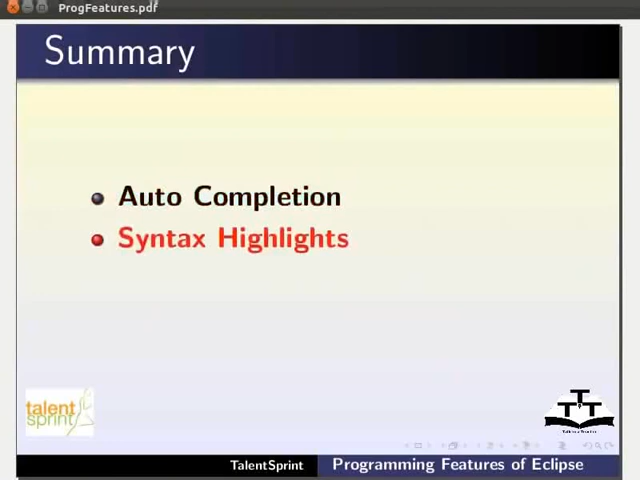 ProgFeatures.pdf
Summary
Auto Completion
Syntax Highlights
talent
sprint
TalentSprint
Programming Features of Eclipse